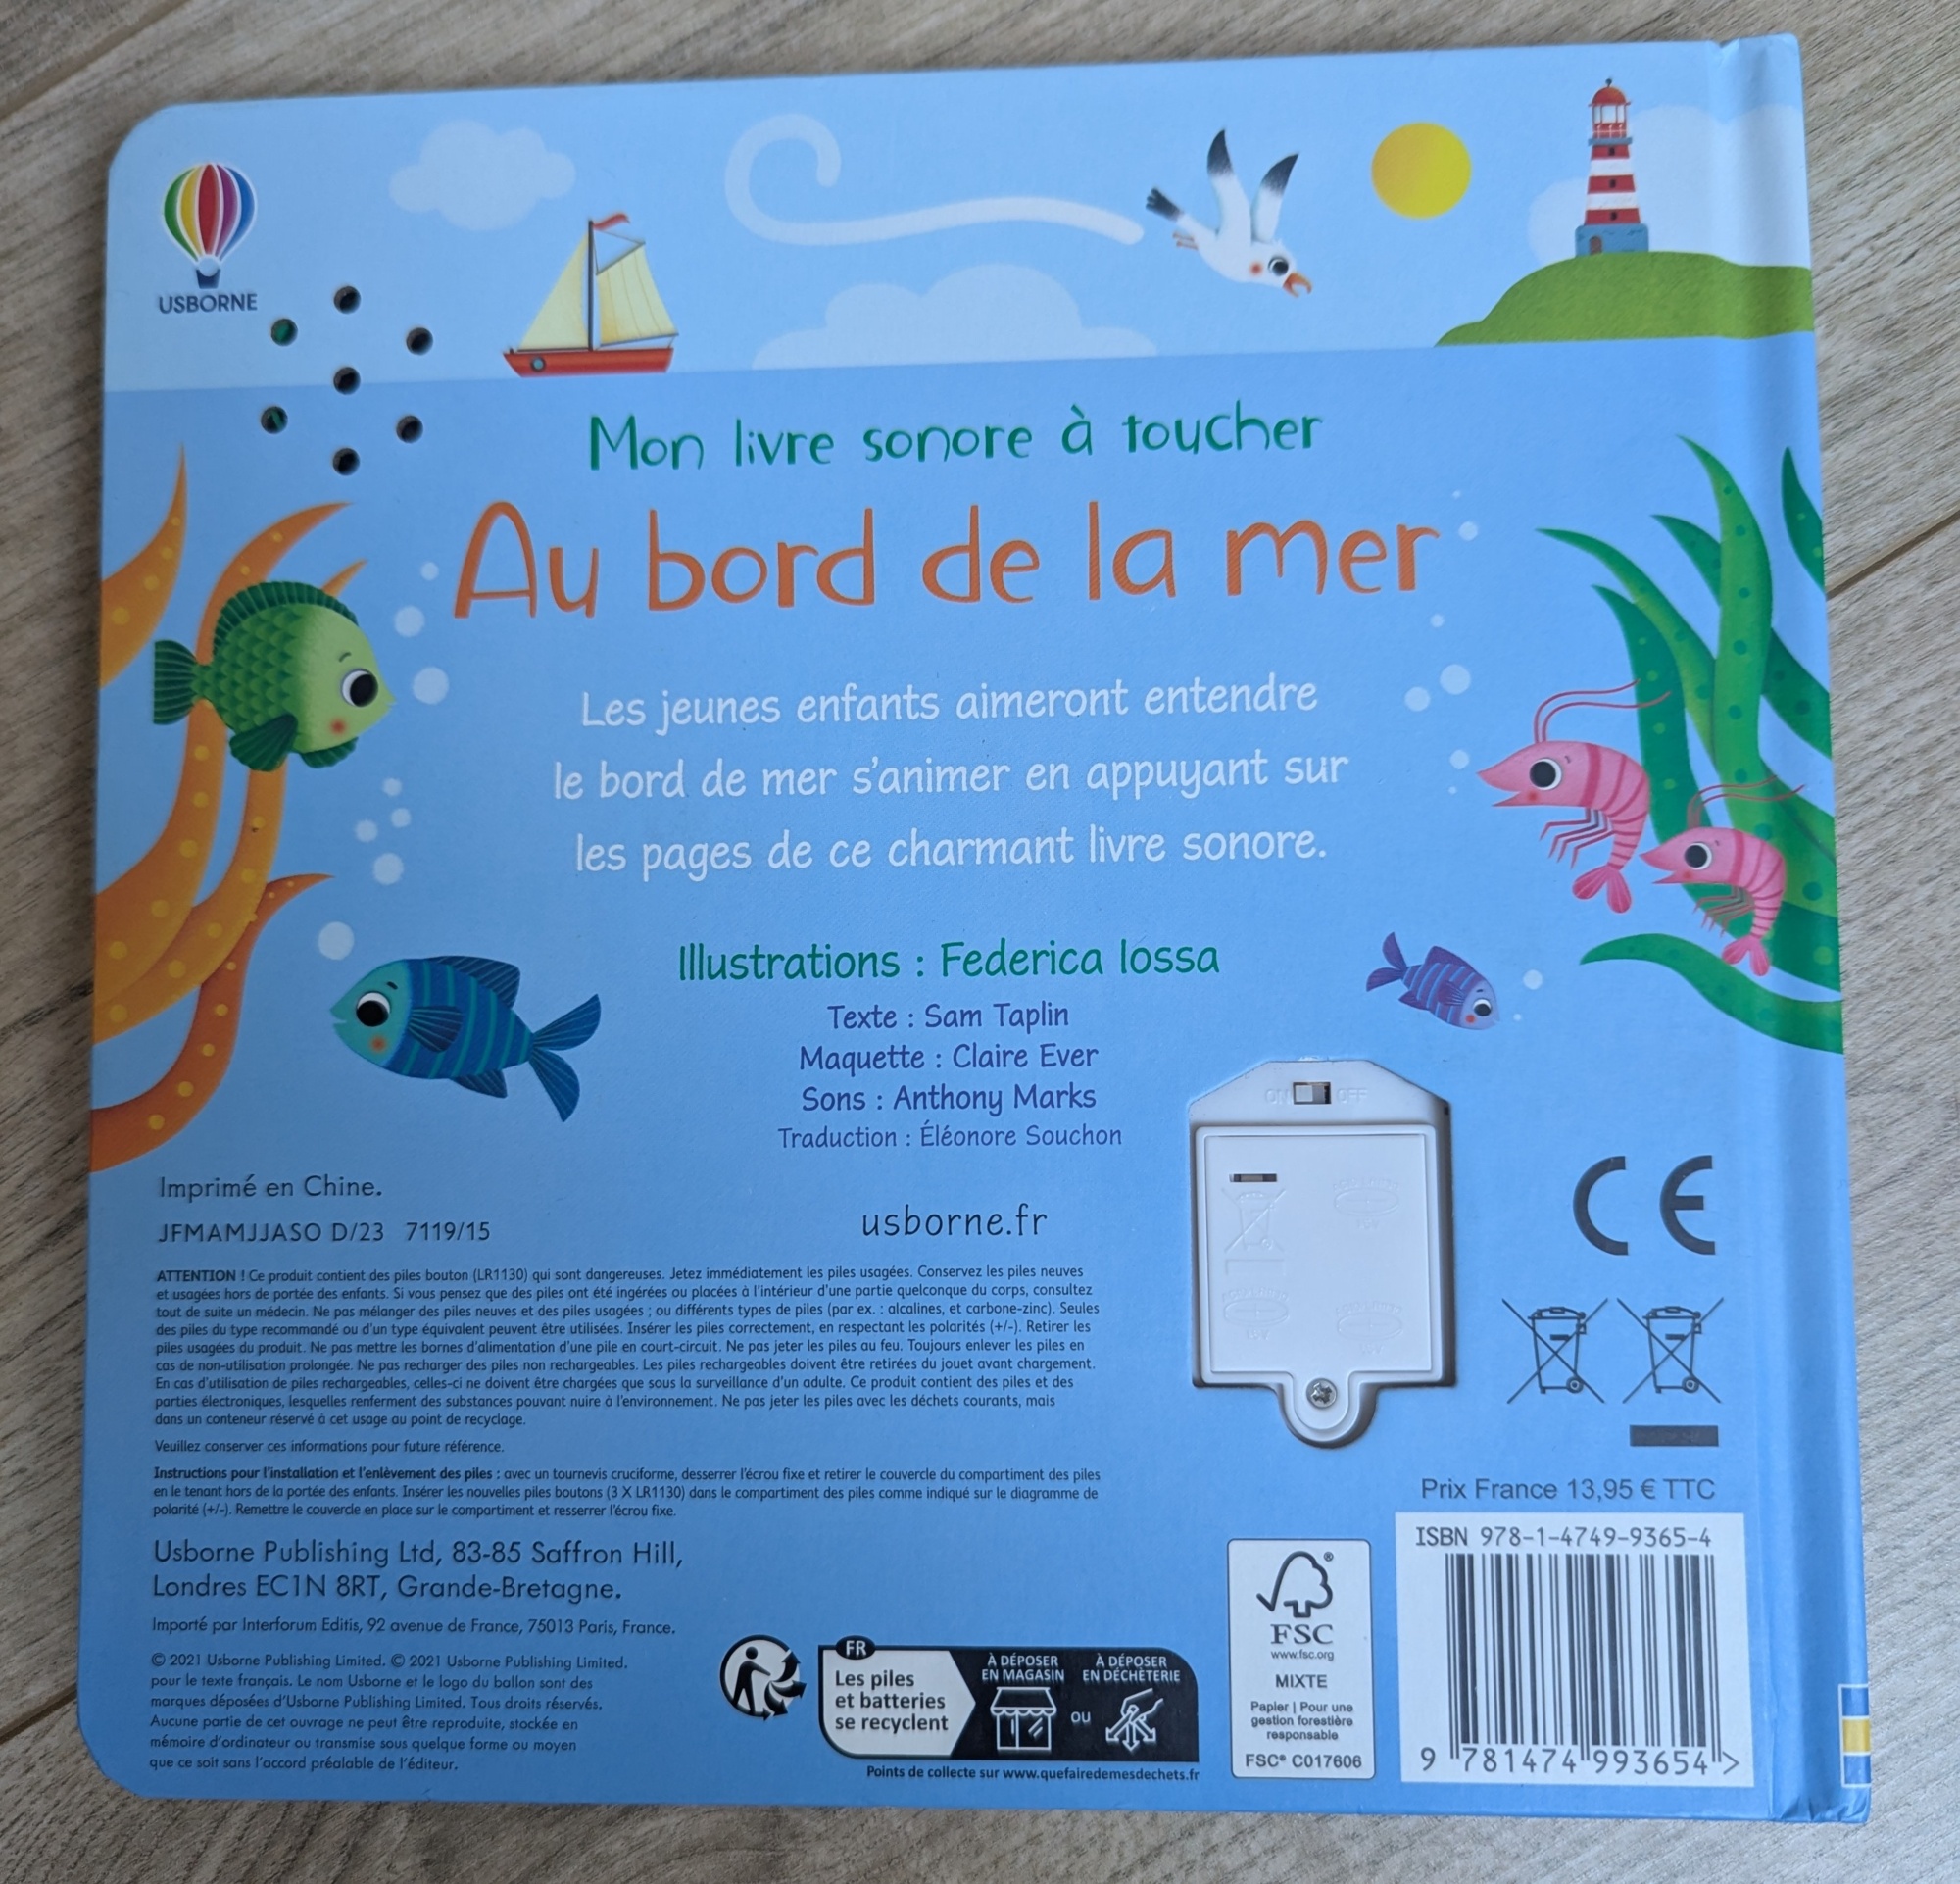 USBORNE
Mon livre sonore à toucher
Au bord de la mer
Les jeunes enfants aimeront entendre
le bord de mer s'animer en appuyant sur
les pages de ce charmant livre sonore.
Illustrations : Federica Iossa
Texte : Sam Taplin
Maquette : Claire Ever
Sons : Anthony Marks
Traduction : Éléonore Souchon
ON OFF
Imprimé en Chine.
JFMAMJJASO D/23 7119/15
usborne.fr
CE
ATTENTION ! Ce produit contient des piles bouton (LR1130) qui sont dangereuses. Jetez immédiatement les piles usagées. Conservez les piles neuves
et usagées hors de portée des enfants. Si vous pensez que des piles ont été ingérées ou placées à l'intérieur d'une partie quelconque du corps, consultez
tout de suite un médecin. Ne pas mélanger des piles neuves et des piles usagées ; ou différents types de piles (par ex. : alcalines, et carbone-zinc). Seules
des piles du type recommandé ou d'un type équivalent peuvent être utilisées. Insérer les piles correctement, en respectant les polarités (+/-). Retirer les
piles usagées du produit. Ne pas mettre les bornes d'alimentation d'une pile en court-circuit. Ne pas jeter les piles au feu. Toujours enlever les piles en
cas de non-utilisation prolongée. Ne pas recharger des piles non rechargeables. Les piles rechargeables doivent être retirées du jouet avant chargement.
En cas d'utilisation de piles rechargeables, celles-ci ne doivent être chargées que sous la surveillance d'un adulte. Ce produit contient des piles et des
parties électroniques, lesquelles renferment des substances pouvant nuire à l'environnement. Ne pas jeter les piles avec les déchets courants, mais
dans un conteneur réservé à cet usage au point de recyclage.
Veuillez conserver ces informations pour future référence.
Instructions pour l'installation et l'enlèvement des piles : avec un tournevis cruciforme, desserrer l'écrou fixe et retirer le couvercle du compartiment des piles
en le tenant hors de la portée des enfants. Insérer les nouvelles piles boutons (3 X LR1130) dans le compartiment des piles comme indiqué sur le diagramme de
polarité (+/-). Remettre le couvercle en place sur le compartiment et resserrer l'écrou fixe.
Usborne Publishing Ltd, 83-85 Saffron Hill,
Londres EC1N 8RT, Grande-Bretagne.
Importé par Interforum Editis, 92 avenue de France, 75013 Paris, France.
© 2021 Usborne Publishing Limited. © 2021 Usborne Publishing Limited.
pour le texte français. Le nom Usborne et le logo du ballon sont des
marques déposées d'Usborne Publishing Limited. Tous droits réservés.
Aucune partie de cet ouvrage ne peut être reproduite, stockée en
mémoire d'ordinateur ou transmise sous quelque forme ou moyen
que ce soit sans l'accord préalable de l'éditeur.
FR
Les piles
et batteries
se recyclent
À DÉPOSER
EN MAGASIN
OU
À DÉPOSER
EN DÉCHÈTERIE
Points de collecte sur www.quefairedemesdechets.fr
FSC
www.fsc.org
MIXTE
Papier | Pour une
gestion forestière
responsable
FSC® C017606
Prix France 13,95 € TTC
ISBN 978-1-4749-9365-4
9 781474 993654 >